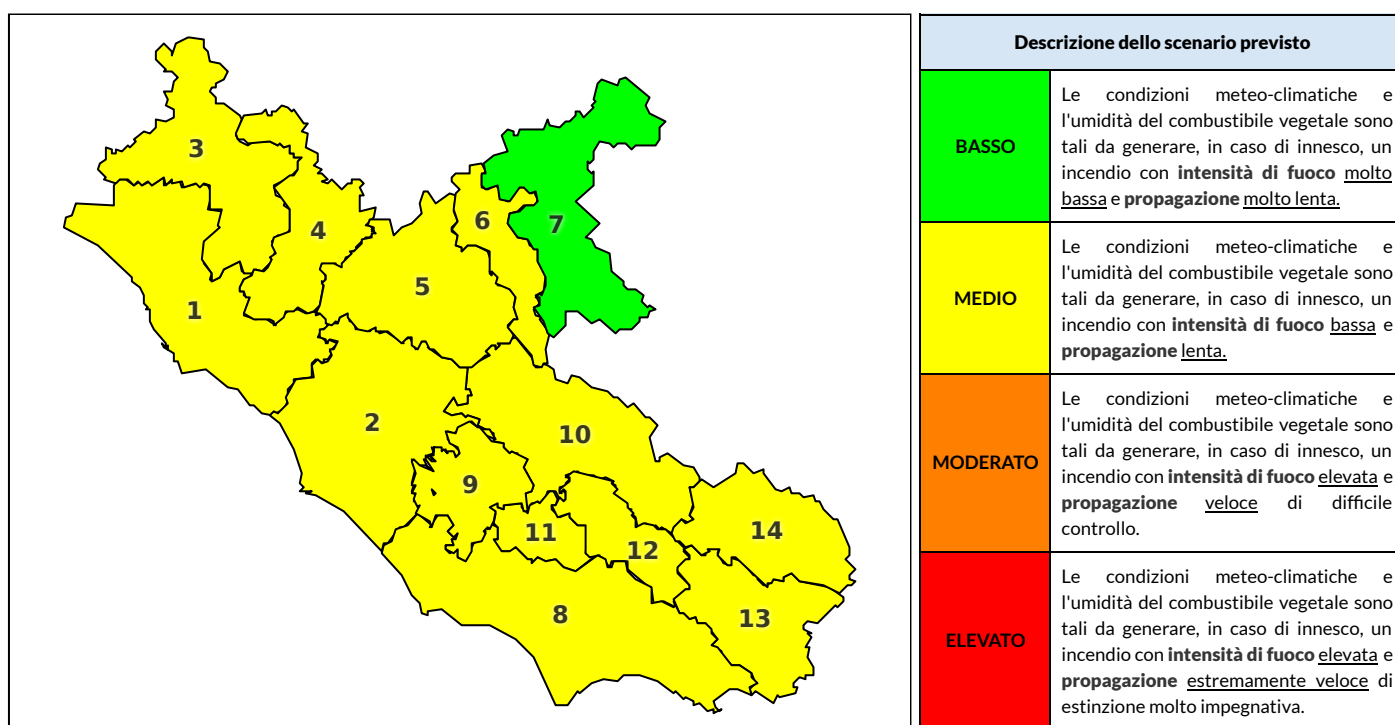 3
4
6
7
1
5
2
10
9
11
12
14
8
13
Descrizione dello scenario previsto
BASSO
Le condizioni meteo-climatiche e
l'umidità del combustibile vegetale sono
tali da generare, in caso di innesco, un
incendio con intensità di fuoco molto
bassa e propagazione molto lenta.
MEDIO
Le condizioni meteo-climatiche e
l'umidità del combustibile vegetale sono
tali da generare, in caso di innesco, un
incendio con intensità di fuoco bassa e
propagazione lenta.
MODERATO
Le condizioni meteo-climatiche e
l'umidità del combustibile vegetale sono
tali da generare, in caso di innesco, un
incendio con intensità di fuoco elevata e
propagazione veloce di difficile
controllo.
ELEVATO
Le condizioni meteo-climatiche e
l'umidità del combustibile vegetale sono
tali da generare, in caso di innesco, un
incendio con intensità di fuoco elevata e
propagazione estremamente veloce di
estinzione molto impegnativa.